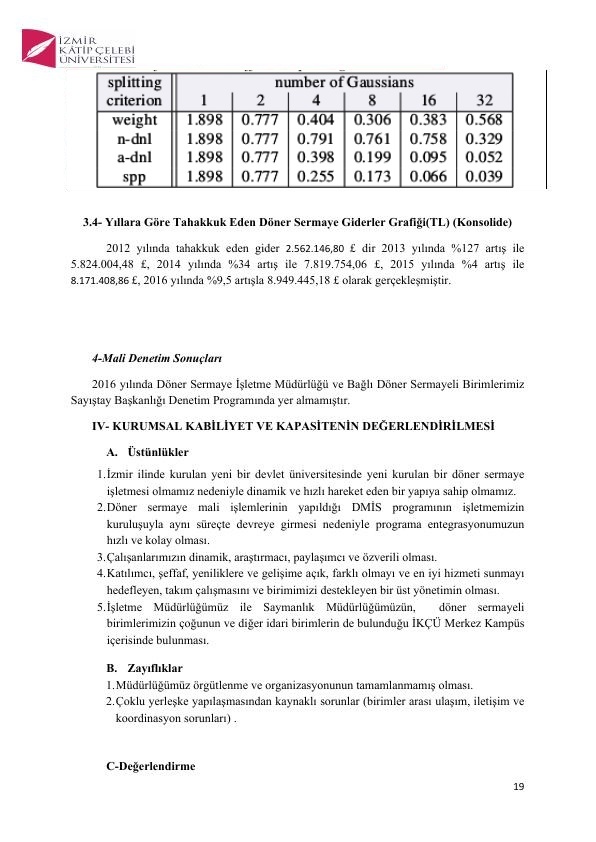 İZMİR
KÂTİP ÇELEBİ
ÜNİVERSİTESİ
splitting number of Gaussians
criterion 1 2 4 8 16 32
weight 1.898 0.777 0.404 0.306 0.383 0.568
n-dnl 1.898 0.777 0.791 0.761 0.758 0.329
a-dnl 1.898 0.777 0.398 0.199 0.095 0.052
spp 1.898 0.777 0.255 0.173 0.066 0.039
3.4- Yıllara Göre Tahakkuk Eden Döner Sermaye Giderler Grafiği(TL) (Konsolide)
2012 yılında tahakkuk eden gider 2.562.146,80 ₤ dir 2013 yılında %127 artış ile
5.824.004,48 ₤, 2014 yılında %34 artış ile 7.819.754,06 ₤, 2015 yılında %4 artış ile
8.171.408,86 ₤, 2016 yılında %9,5 artışla 8.949.445,18 ₤ olarak gerçekleşmiştir.
4-Mali Denetim Sonuçları
2016 yılında Döner Sermaye İşletme Müdürlüğü ve Bağlı Döner Sermayeli Birimlerimiz
Sayıştay Başkanlığı Denetim Programında yer almamıştır.
IV- KURUMSAL KABİLİYET VE KAPASİTENİN DEĞERLENDİRİLMESİ
A. Üstünlükler
1.İzmir ilinde kurulan yeni bir devlet üniversitesinde yeni kurulan bir döner sermaye
işletmesi olmamız nedeniyle dinamik ve hızlı hareket eden bir yapıya sahip olmamız.
2.Döner sermaye mali işlemlerinin yapıldığı DMİS programının işletmemizin
kuruluşuyla aynı süreçte devreye girmesi nedeniyle programa entegrasyonumuzun
hızlı ve kolay olması.
3.Çalışanlarımızın dinamik, araştırmacı, paylaşımcı ve özverili olması.
4.Katılımcı, şeffaf, yeniliklere ve gelişime açık, farklı olmayı ve en iyi hizmeti sunmayı
hedefleyen, takım çalışmasını ve birimimizi destekleyen bir üst yönetimin olması.
5.İşletme Müdürlüğümüz ile Saymanlık Müdürlüğümüzün, döner sermayeli
birimlerimizin çoğunun ve diğer idari birimlerin de bulunduğu İKÇÜ Merkez Kampüs
içerisinde bulunması.
B. Zayıflıklar
1.Müdürlüğümüz örgütlenme ve organizasyonunun tamamlanmamış olması.
2.Çoklu yerleşke yapılaşmasından kaynaklı sorunlar (birimler arası ulaşım, iletişim ve
koordinasyon sorunları) .
C-Değerlendirme
19